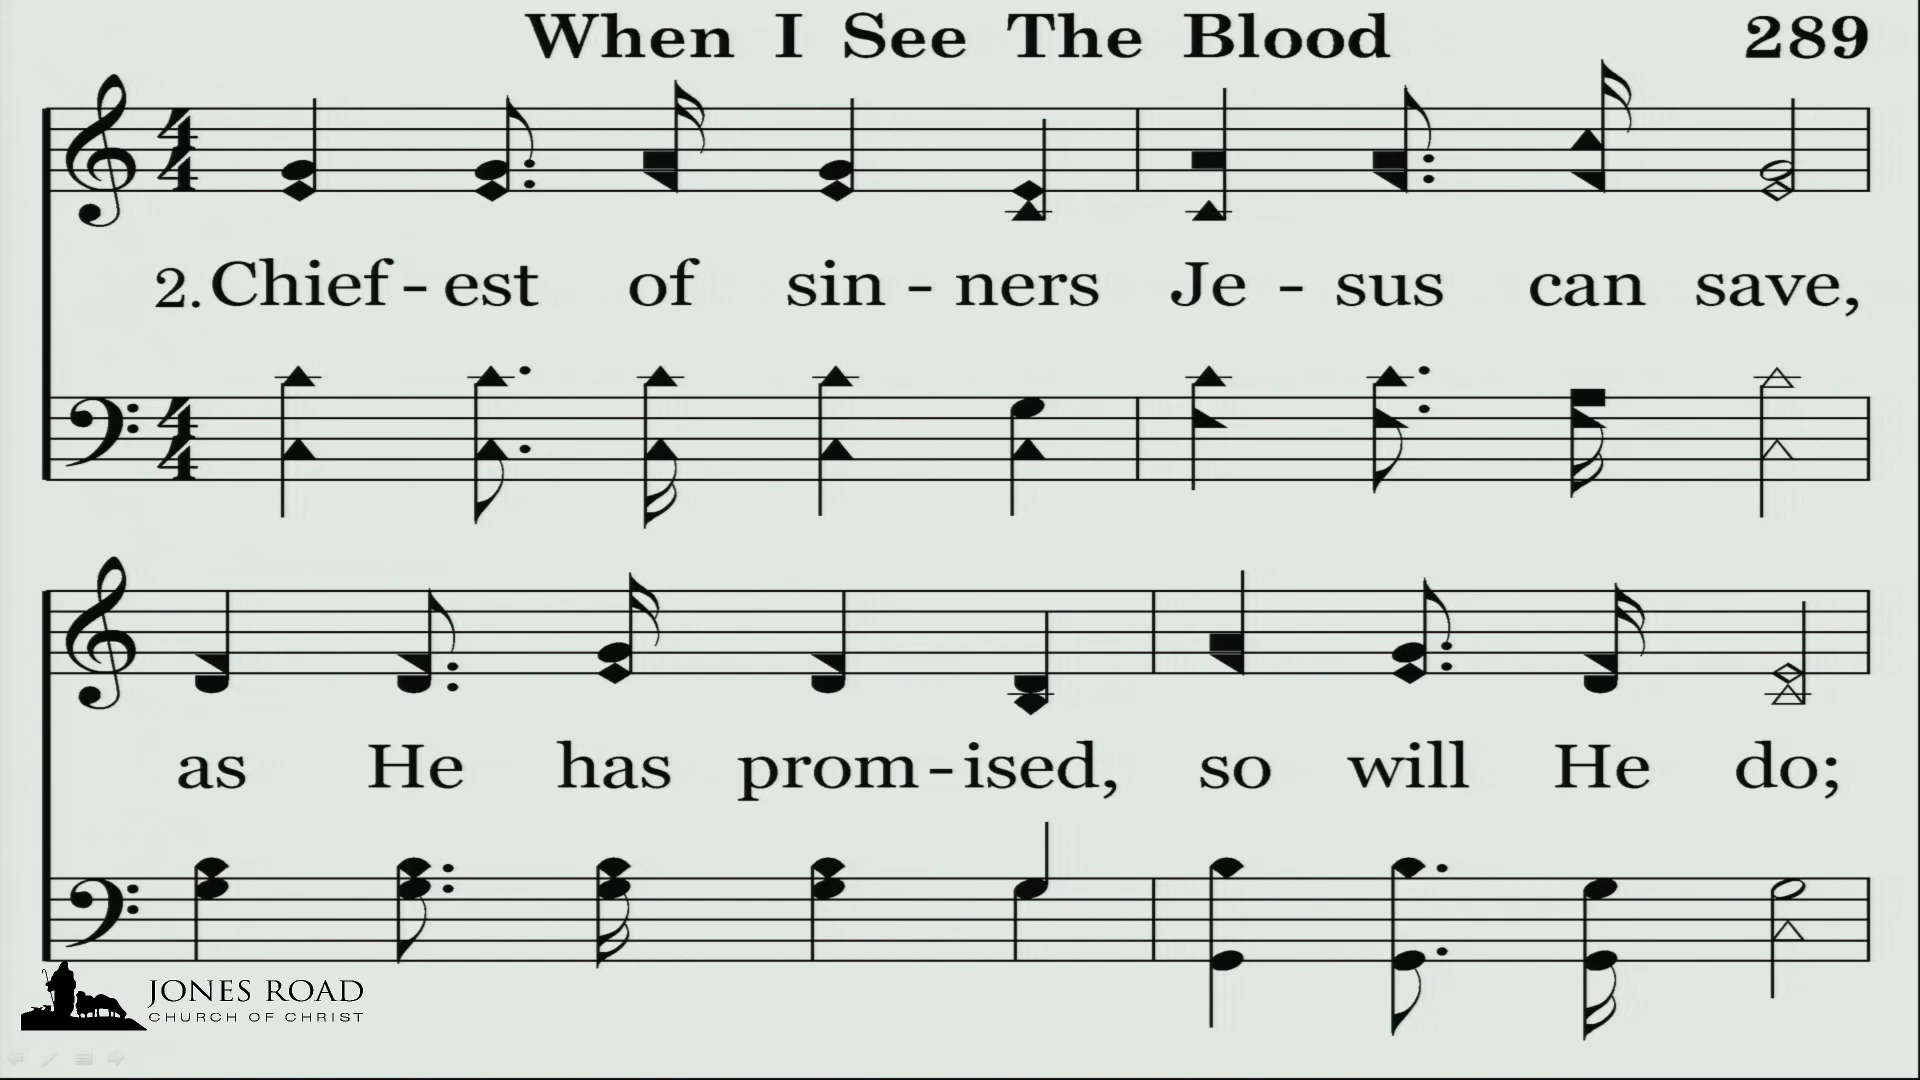 When I See The Blood 289
2. Chief - est of sin - ners Je - sus can save,
as He has prom - ised, so will He do;
JONES ROAD
CHURCH OF CHRIST